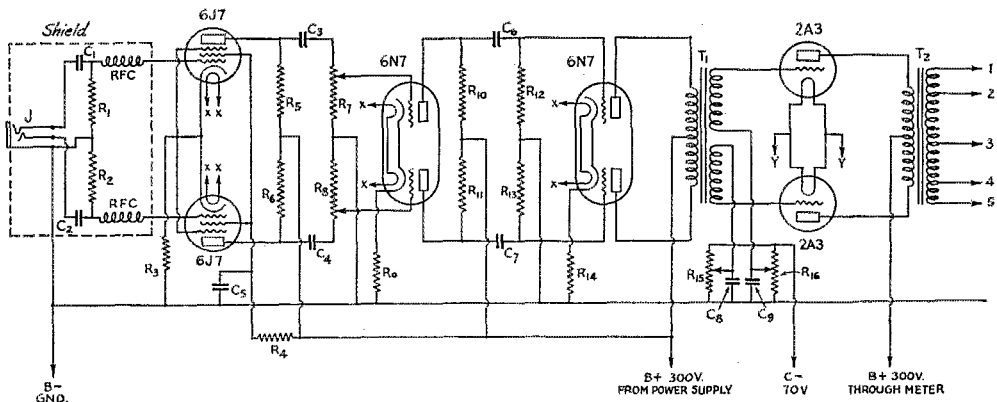 Shield
C1
RFC
J
R1
R2
RFC
C2
6J7
6J7
R3
C5
R4
C3
R5
R6
C4
R7
R8
6N7
X
X
X X
X X
R9
C6
R10
R11
R12
R13
C7
6N7
X
X
R14
T1
2A3
Y
Y
2A3
R15
R16
C8
C9
T2
1
2
3
4
5
B-
GND.
B+ 300V.
FROM POWER SUPPLY
C-
70V
B+ 300V.
THROUGH METER